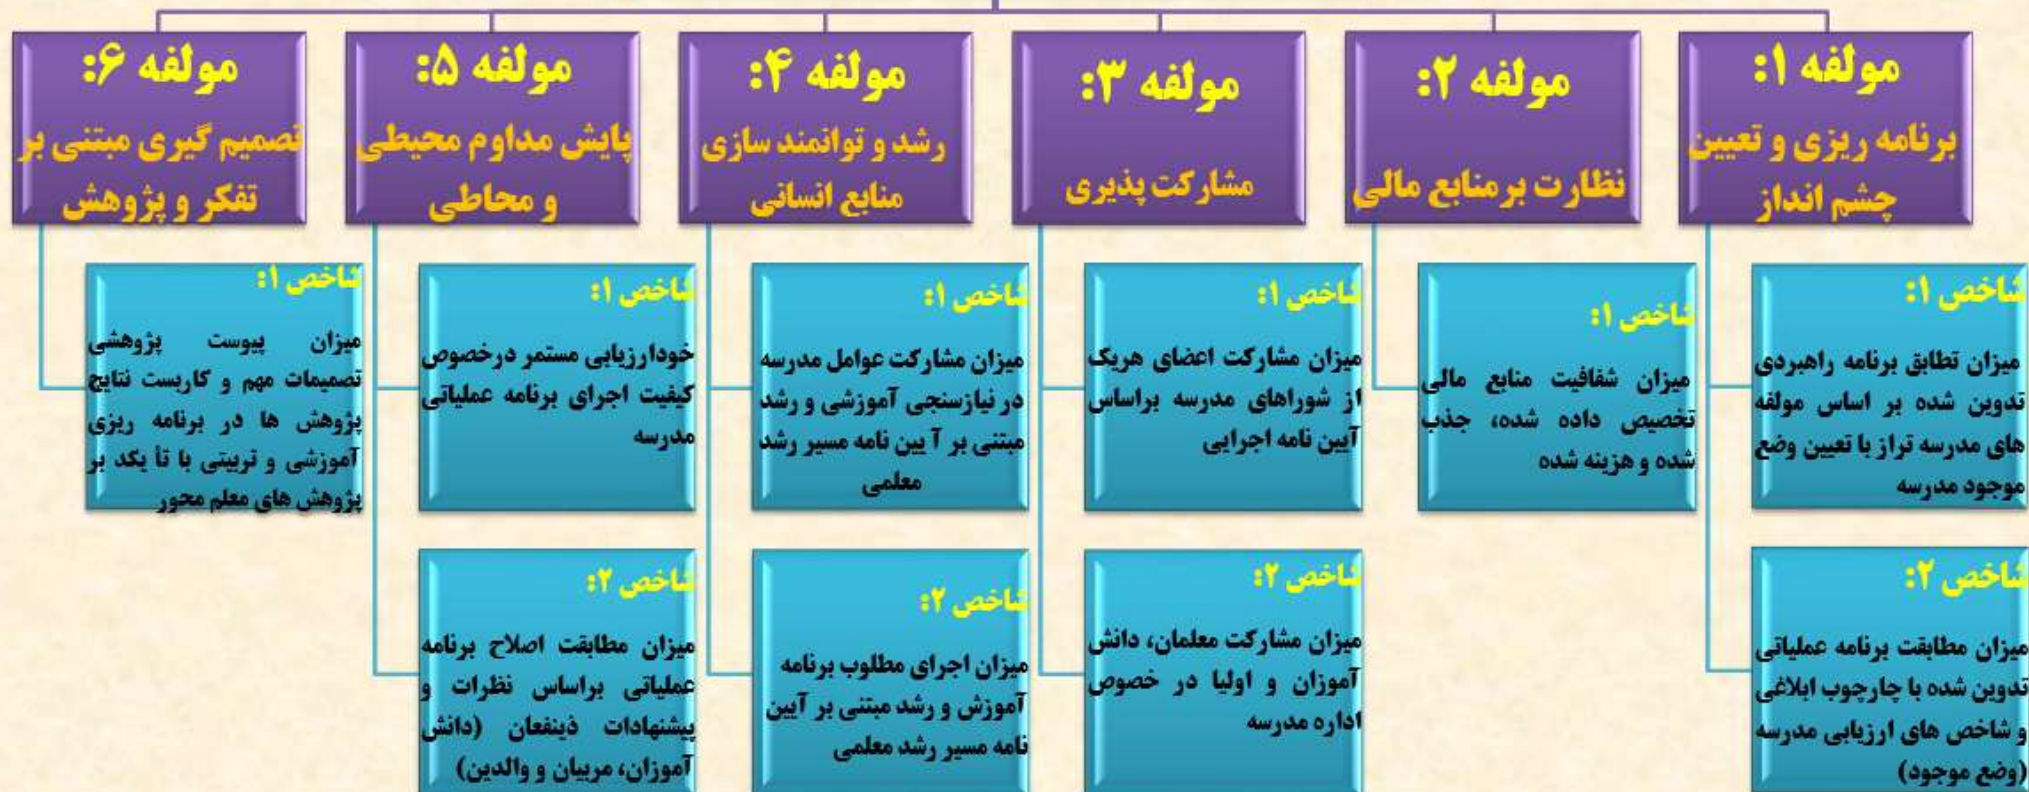 مولفه ۱:
برنامه ریزی و تعیین
چشم انداز
شاخص ۱:
میزان تطابق برنامه راهبردی
تدوین شده بر اساس مولفه
های مدرسه تراز با تعیین وضع
موجود مدرسه
شاخص ۲:
میزان مطابقت برنامه عملیاتی
تدوین شده با چارچوب ابلاغی
و شاخص های ارزیابی مدرسه
(وضع موجود)
مولفه ۲:
نظارت برمنابع مالی
شاخص ۱:
میزان شفافیت منابع مالی
تخصیص داده شده، جذب
شده و هزینه شده
مولفه ۳:
مشارکت پذیری
شاخص ۱:
میزان مشارکت اعضای هریک
از شوراهای مدرسه براساس
آیین نامه اجرایی
شاخص ۲:
میزان مشارکت معلمان، دانش
آموزان و اولیا در خصوص
اداره مدرسه
مولفه ۴:
رشد و توانمند سازی
منابع انسانی
شاخص ۱:
میزان مشارکت عوامل مدرسه
در نیازسنجی آموزشی و رشد
مبتنی بر آ یین نامه مسیر رشد
معلمی
شاخص ۲:
میزان اجرای مطلوب برنامه
آموزش و رشد مبتنی بر آیین
نامه مسیر رشد معلمی
مولفه ۵:
پایش مداوم محیطی
و محاطی
شاخص ۱:
خودارزیابی مستمر درخصوص
کیفیت اجرای برنامه عملیاتی
مدرسه
شاخص ۲:
میزان مطابقت اصلاح برنامه
عملیاتی براساس نظرات و
پیشنهادات ذینفعان (دانش
آموزان، مربیان و والدین)
مولفه ۶:
تصمیم گیری مبتنی بر
تفکر و پژوهش
شاخص ۱:
میزان پیوست پژوهشی
تصمیمات مهم و کاربست نتایج
پژوهش ها در برنامه ریزی
آموزشی و تربیتی با تأ یکد بر
پژوهش های معلم محور